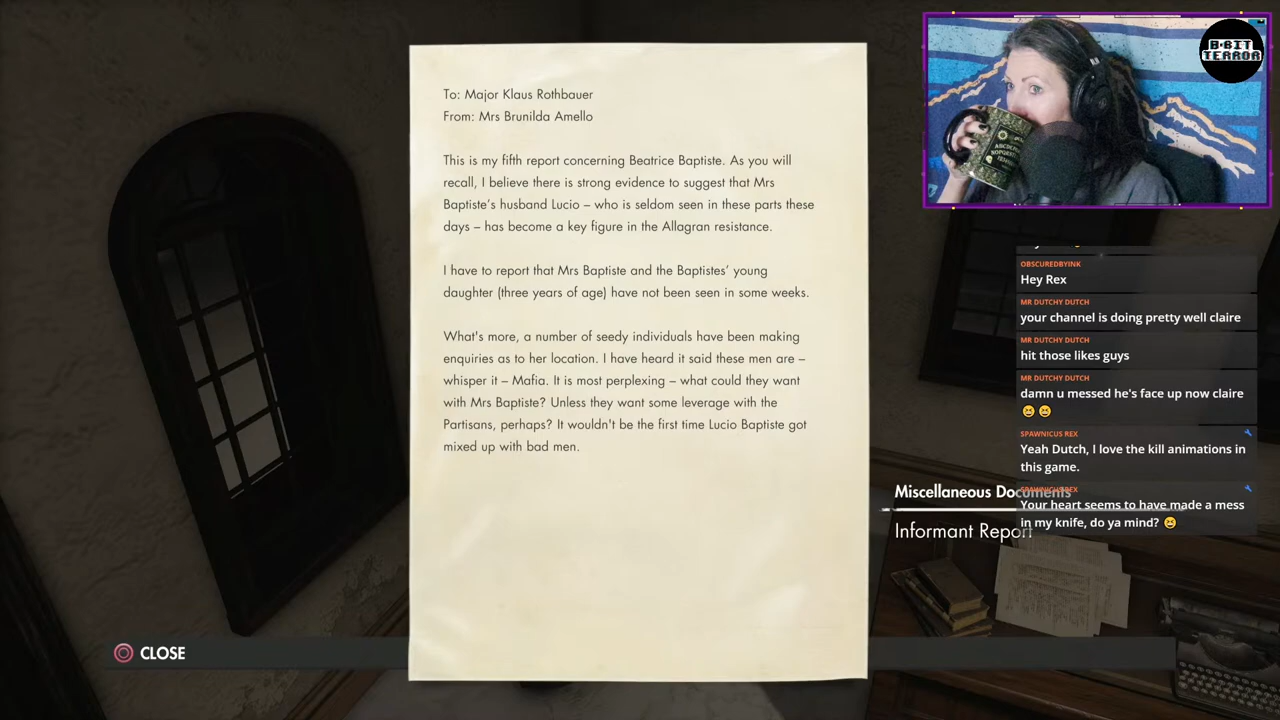 To: Major Klaus Rothbauer
From: Mrs Brunilda Amello
This is my fifth report concerning Beatrice Baptiste. As you will
recall, I believe there is strong evidence to suggest that Mrs
Baptiste's husband Lucio – who is seldom seen in these parts these
days – has become a key figure in the Allagran resistance.
I have to report that Mrs Baptiste and the Baptistes' young
daughter (three years of age) have not been seen in some weeks.
What's more, a number of seedy individuals have been making
enquiries as to her location. I have heard it said these men are –
whisper it – Mafia. It is most perplexing – what could they want
with Mrs Baptiste? Unless they want some leverage with the
Partisans, perhaps? It wouldn't be the first time Lucio Baptiste got
mixed up with bad men.
Miscellaneous Documents
Informant Report
CLOSE
8-BIT
TERROR
OBSCUREDBYINK
Hey Rex
MR DUTCHY DUTCH
your channel is doing pretty well claire
MR DUTCHY DUTCH
hit those likes guys
MR DUTCHY DUTCH
damn u messed he's face up now claire
😆 😆
SPAWNICUS REX
Yeah Dutch, I love the kill animations in
this game.
SPAWNICUS REX
Your heart seems to have made a mess
in my knife, do ya mind? 😆